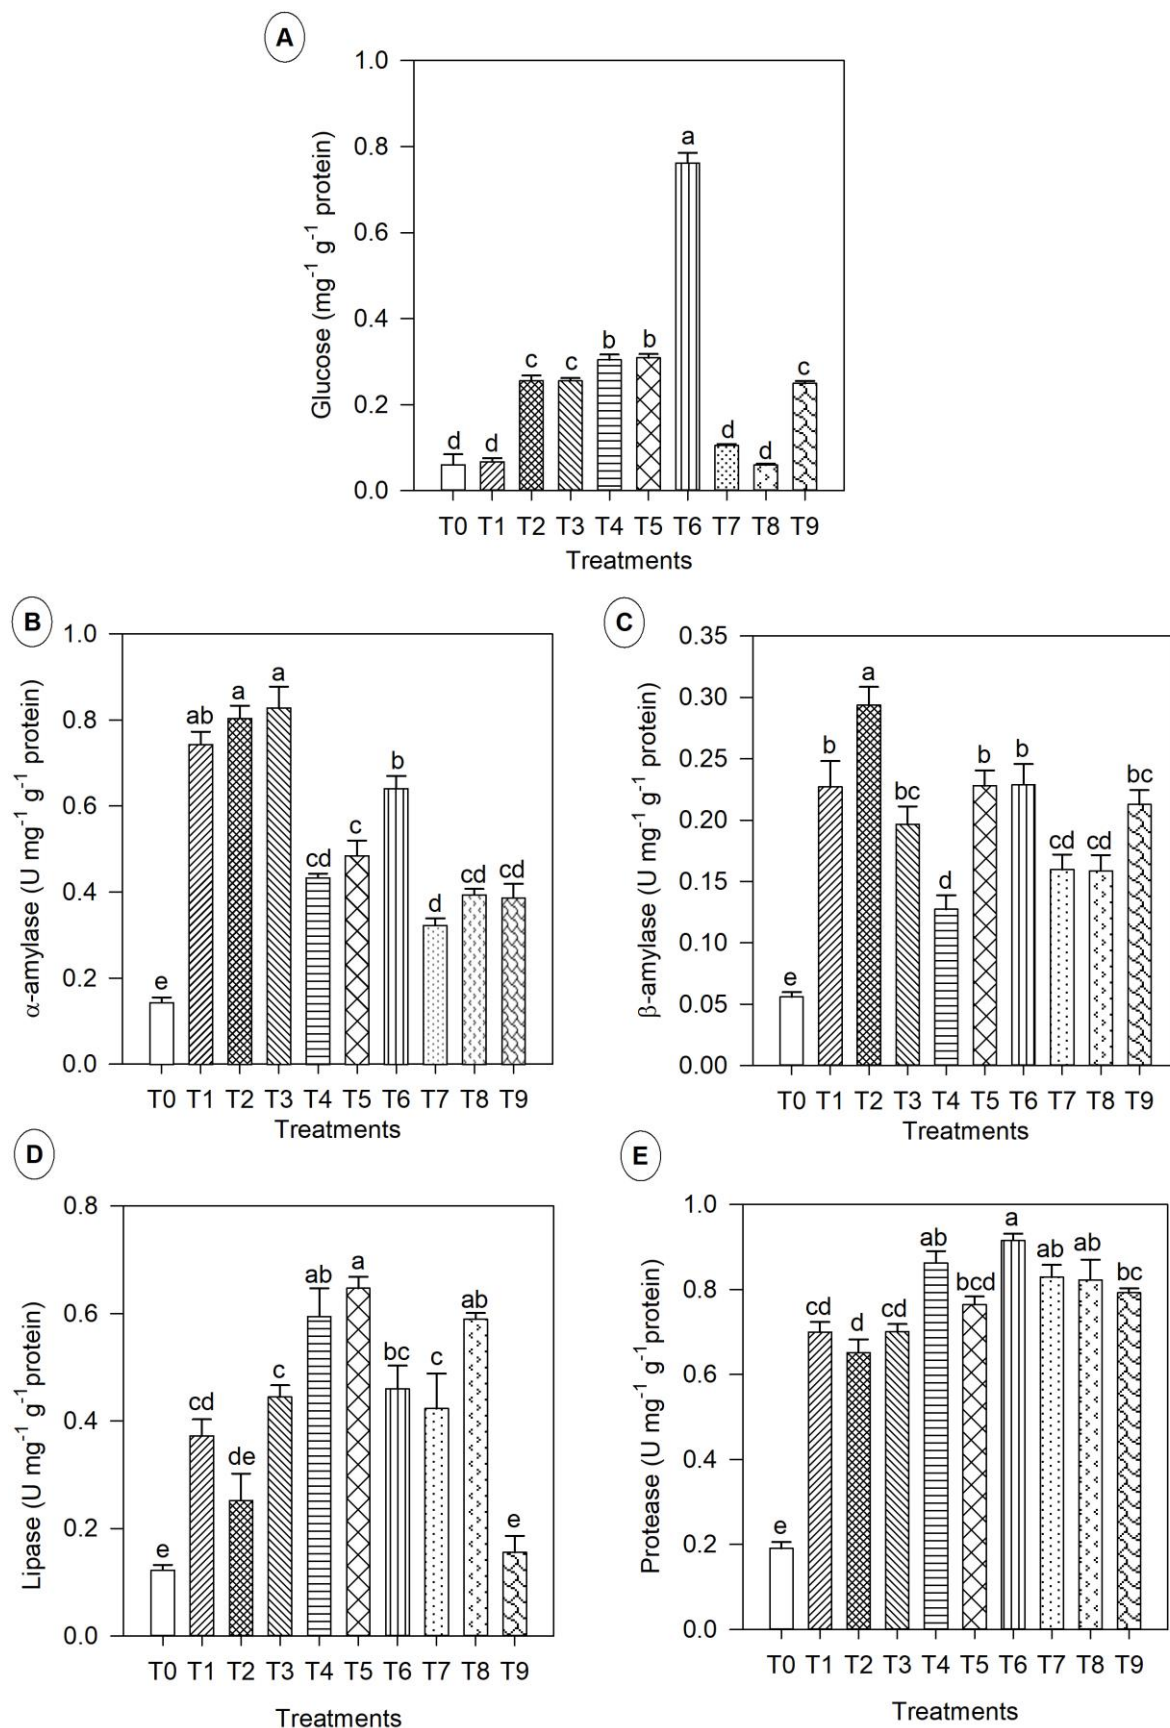 A
Glucose (mg⁻¹ g⁻¹ protein)
1.0
0.8
0.6
0.4
0.2
0.0
d d c c b b a d d c
T0 T1 T2 T3 T4 T5 T6 T7 T8 T9
Treatments
B
α-amylase (U mg⁻¹ g⁻¹ protein)
1.0
0.8
0.6
0.4
0.2
0.0
e ab a a cd c b d cd cd
T0 T1 T2 T3 T4 T5 T6 T7 T8 T9
Treatments
C
β-amylase (U mg⁻¹ g⁻¹ protein)
0.35
0.30
0.25
0.20
0.15
0.10
0.05
0.00
e b a bc d b b cd cd bc
T0 T1 T2 T3 T4 T5 T6 T7 T8 T9
Treatments
D
Lipase (U mg⁻¹ g⁻¹protein)
0.8
0.6
0.4
0.2
0.0
e cd de c ab a bc c ab e
T0 T1 T2 T3 T4 T5 T6 T7 T8 T9
Treatments
E
Protease (U mg⁻¹ g⁻¹protein)
1.0
0.8
0.6
0.4
0.2
0.0
e cd d cd ab bcd a ab ab bc
T0 T1 T2 T3 T4 T5 T6 T7 T8 T9
Treatments